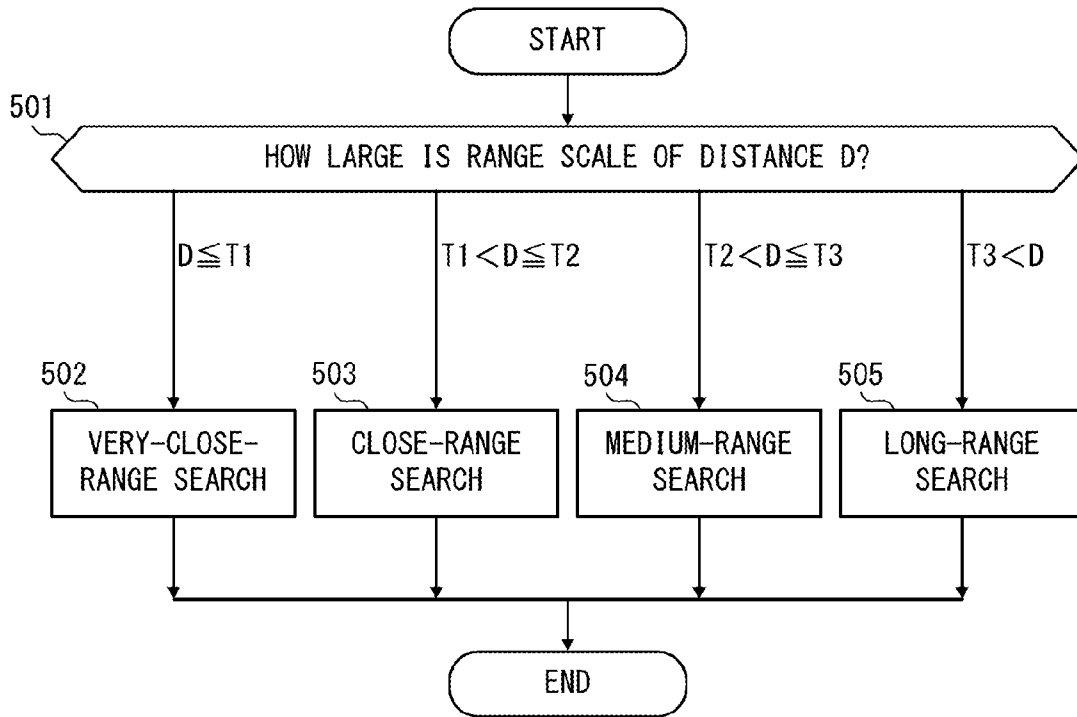 START
501
HOW LARGE IS RANGE SCALE OF DISTANCE D?
D≦T1
T1<D≦T2
T2<D≦T3
T3<D
502
VERY-CLOSE-
RANGE SEARCH
503
CLOSE-RANGE
SEARCH
504
MEDIUM-RANGE
SEARCH
505
LONG-RANGE
SEARCH
END